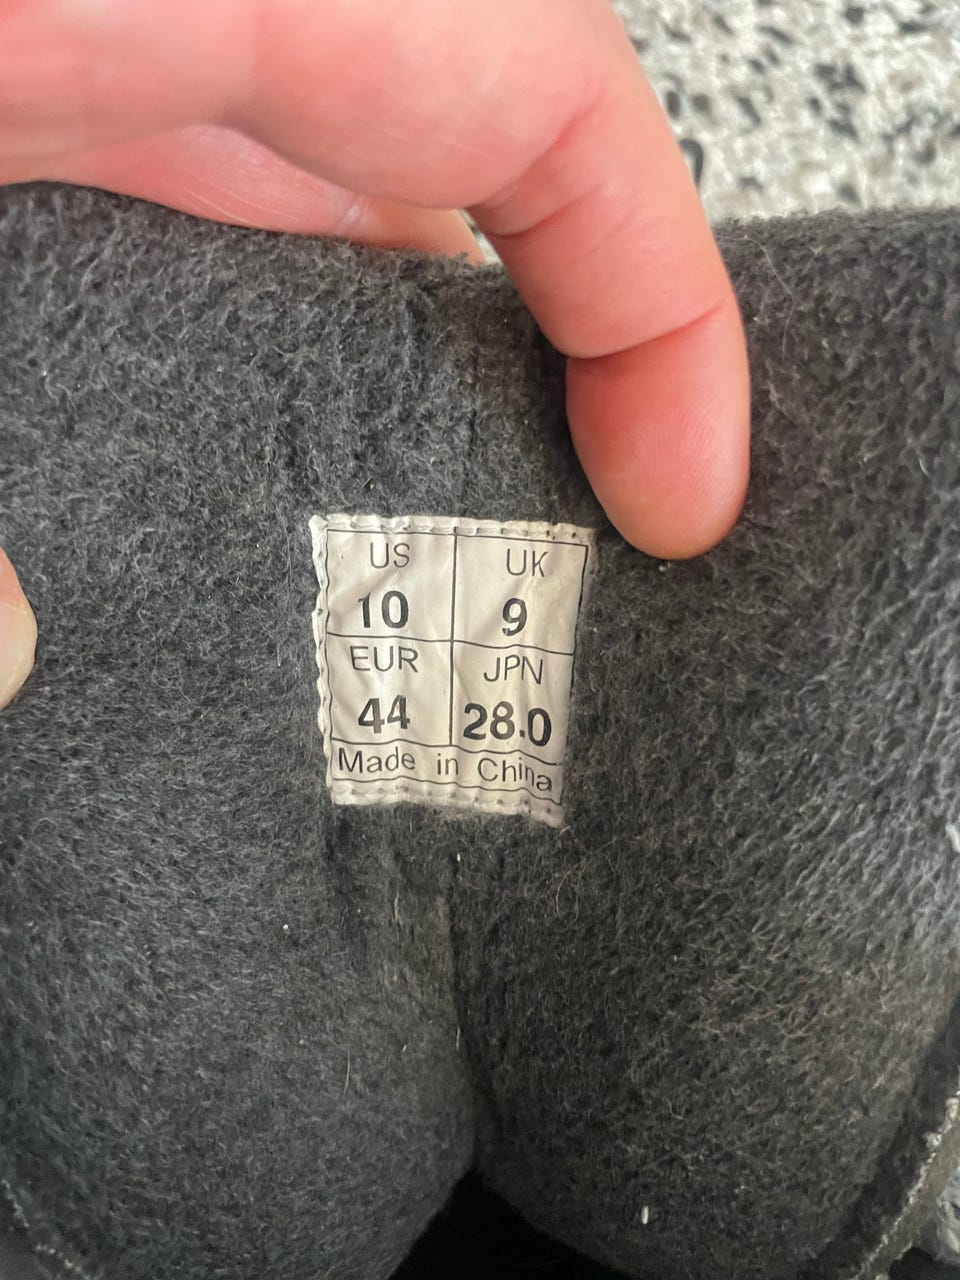 US UK
10 9
EUR JPN
44 28.0
Made in China